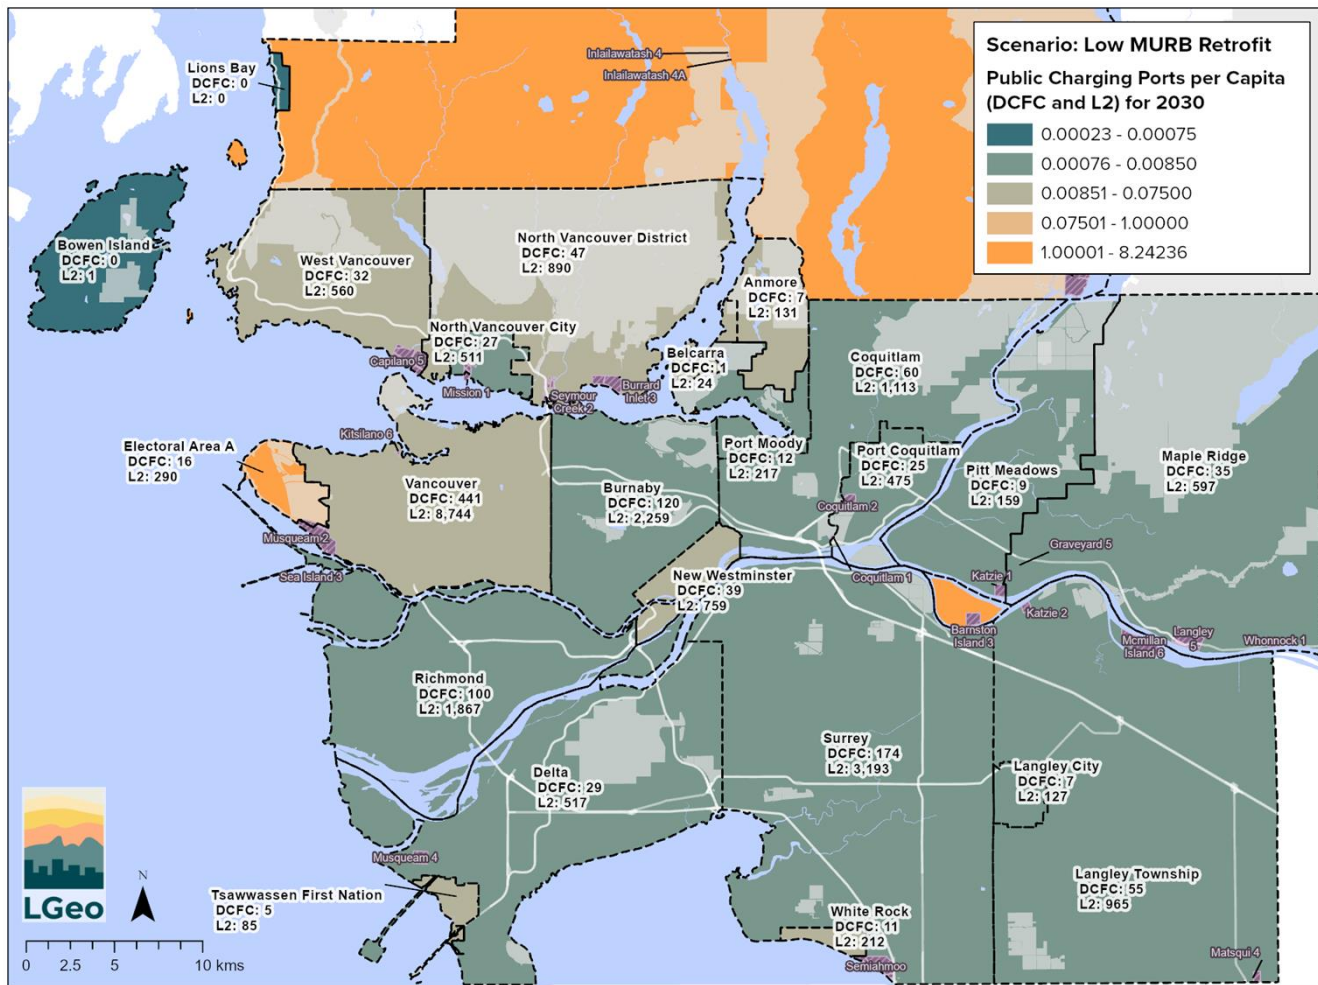 Scenario: Low MURB Retrofit
Public Charging Ports per Capita
(DCFC and L2) for 2030
0.00023 - 0.00075
0.00076 - 0.00850
0.00851 - 0.07500
0.07501 - 1.00000
1.00001 - 8.24236
Inlailawatash 4
Inlailawatash 4A
Lions Bay
DCFC: 0
L2: 0
Bowen Island
DCFC: 0
L2: 1
West Vancouver
DCFC: 32
L2: 560
North Vancouver District
DCFC: 47
L2: 890
Anmore
DCFC: 7
L2: 131
North Vancouver City
DCFC: 27
L2: 511
Capilano 5
Mission 1
Seymour
Creek 2
Burrard
Inlet 3
Belcarra
DCFC: 1
L2: 24
Coquitlam
DCFC: 60
L2: 1,113
Kitsilano 6
Electoral Area A
DCFC: 16
L2: 290
Vancouver
DCFC: 441
L2: 8,744
Burnaby
DCFC: 120
L2: 2,259
Port Moody
DCFC: 12
L2: 217
Port Coquitlam
DCFC: 25
L2: 475
Pitt Meadows
DCFC: 9
L2: 159
Maple Ridge
DCFC: 35
L2: 597
Coquitlam 2
Musqueam 2
Sea Island 3
New Westminster
DCFC: 39
L2: 759
Coquitlam 1
Graveyard 5
Katzie 1
Katzie 2
Barnston
Island 3
Mcmillan
Island 6
Langley
5
Whonnock 1
Richmond
DCFC: 100
L2: 1,867
Delta
DCFC: 29
L2: 517
Surrey
DCFC: 174
L2: 3,193
Langley City
DCFC: 7
L2: 127
Musqueam 4
Tsawwassen First Nation
DCFC: 5
L2: 85
White Rock
DCFC: 11
L2: 212
Semiahmoo
Langley Township
DCFC: 55
L2: 965
Matsqui 4
LGeo
N
0 2.5 5 10 kms